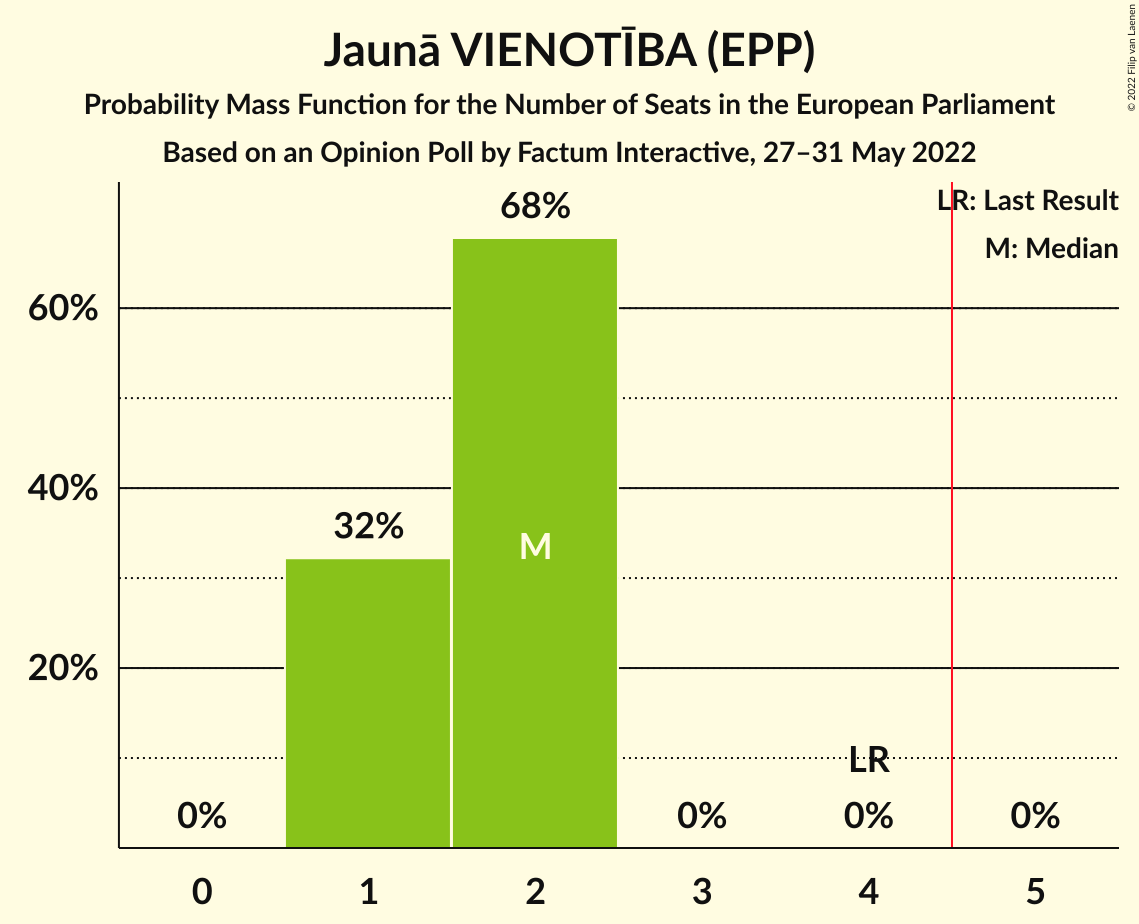 Jaunā VIENOTĪBA (EPP)
Probability Mass Function for the Number of Seats in the European Parliament
Based on an Opinion Poll by Factum Interactive, 27–31 May 2022
© 2022 Filip van Laenen
LR: Last Result
M: Median
68%
60%
40%
32%
M
20%
LR
0%
0%
0%
0%
0 1 2 3 4 5